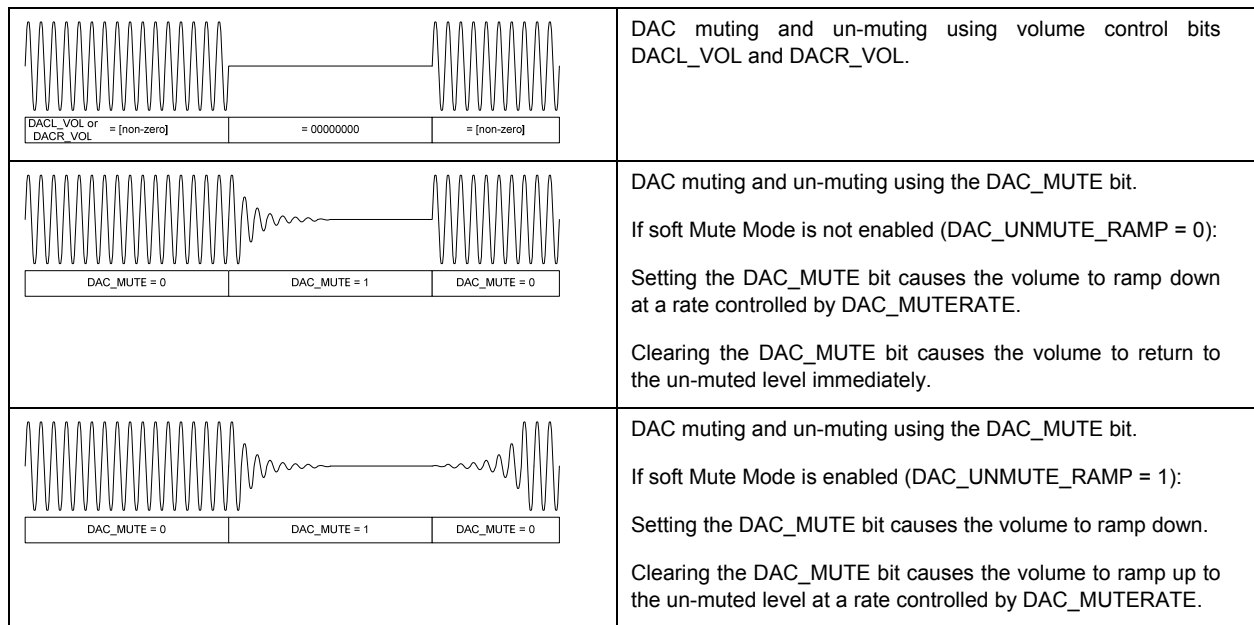 DACL_VOL or
DACR_VOL
= [non-zero]
= 00000000
= [non-zero]
DAC muting and un-muting using volume control bits
DACL_VOL and DACR_VOL.
DAC_MUTE = 0
DAC_MUTE = 1
DAC_MUTE = 0
DAC muting and un-muting using the DAC_MUTE bit.
If soft Mute Mode is not enabled (DAC_UNMUTE_RAMP = 0):
Setting the DAC_MUTE bit causes the volume to ramp down
at a rate controlled by DAC_MUTERATE.
Clearing the DAC_MUTE bit causes the volume to return to
the un-muted level immediately.
DAC_MUTE = 0
DAC_MUTE = 1
DAC_MUTE = 0
DAC muting and un-muting using the DAC_MUTE bit.
If soft Mute Mode is enabled (DAC_UNMUTE_RAMP = 1):
Setting the DAC_MUTE bit causes the volume to ramp down.
Clearing the DAC_MUTE bit causes the volume to ramp up to
the un-muted level at a rate controlled by DAC_MUTERATE.